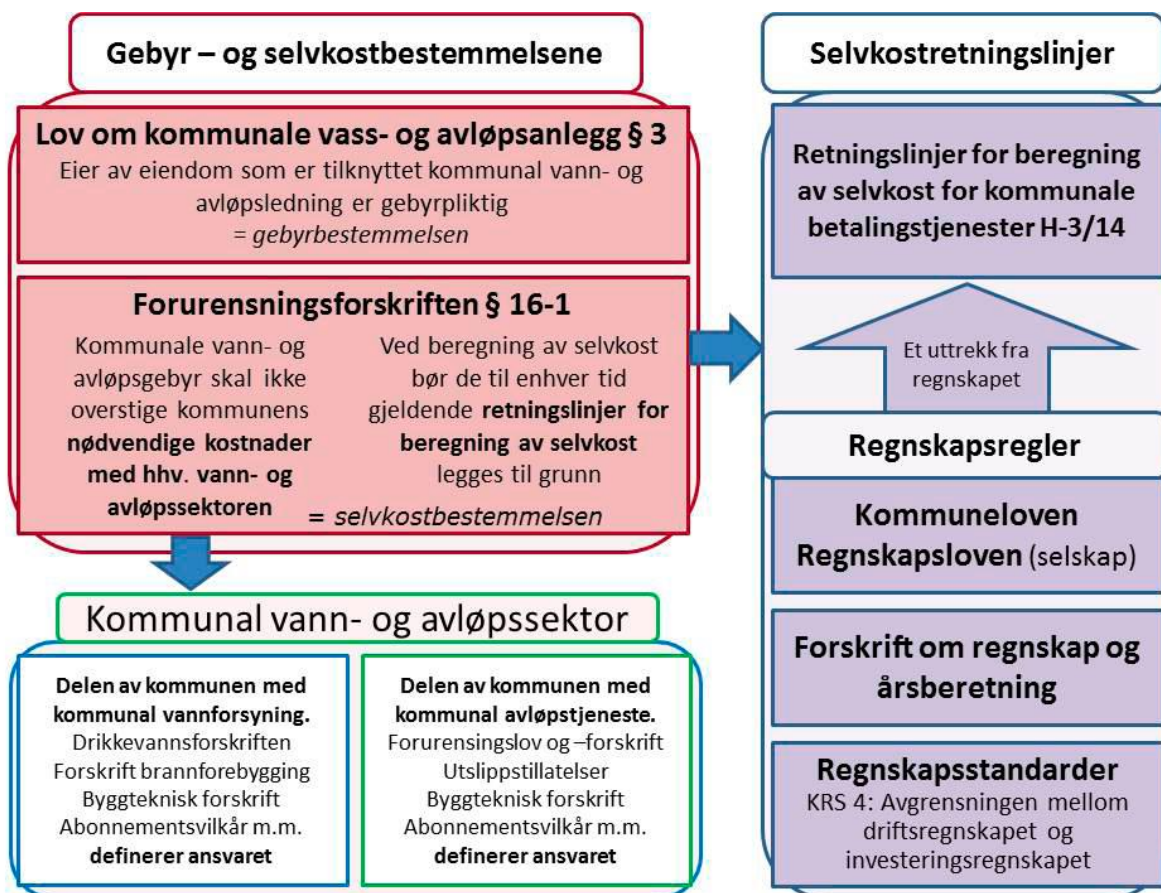 Gebyr – og selvkostbestemmelsene
Lov om kommunale vass- og avløpsanlegg § 3
Eier av eiendom som er tilknyttet kommunal vann- og
avløpsledning er gebyrpliktig
= gebyrbestemmelsen
Forurensningsforskriften § 16-1
Kommunale vann- og
avløpsgebyr skal ikke
overstige kommunens
nødvendige kostnader
med hhv. vann- og
avløpssektoren
Ved beregning av selvkost
bør de til enhver tid
gjeldende retningslinjer for
beregning av selvkost
legges til grunn
= selvkostbestemmelsen
Kommunal vann- og avløpssektor
Delen av kommunen med
kommunal vannforsyning.
Drikkevannsforskriften
Forskrift brannforebygging
Byggteknisk forskrift
Abonnementsvilkår m.m.
definerer ansvaret
Delen av kommunen med
kommunal avløpstjeneste.
Forurensingslov og –forskrift
Utslippstillatelser
Byggteknisk forskrift
Abonnementsvilkår m.m.
definerer ansvaret
Selvkostretningslinjer
Retningslinjer for beregning
av selvkost for kommunale
betalingstjenester H-3/14
Et uttrekk fra
regnskapet
Regnskapsregler
Kommuneloven
Regnskapsloven (selskap)
Forskrift om regnskap og
årsberetning
Regnskapsstandarder
KRS 4: Avgrensningen mellom
driftsregnskapet og
investeringsregnskapet